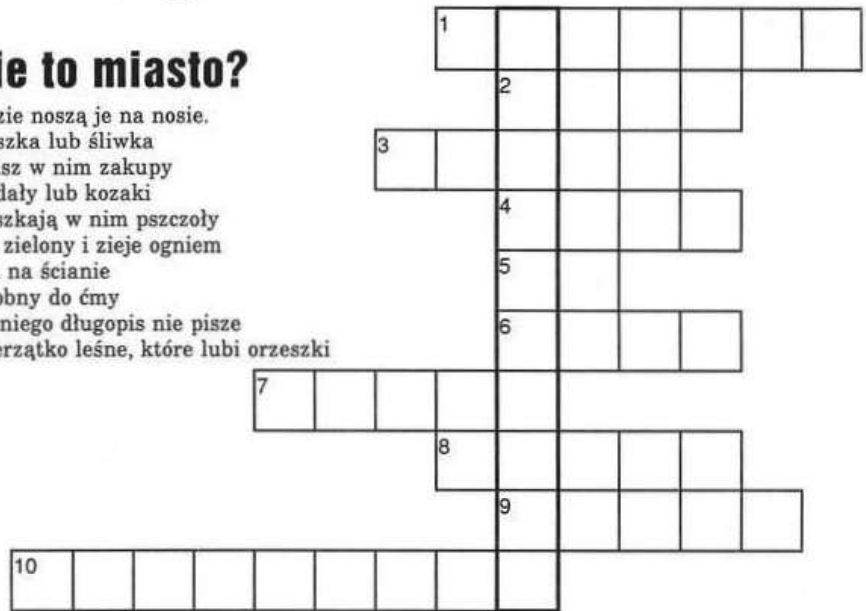 ie to miasto?
zie noszą je na nosie.
szka lub śliwka
sz w nim zakupy
dały lub kozaki
szkają w nim pszczoły
zielony i zieje ogniem
na ścianie
obny do ćmy
niego długopis nie pisze
erzątko leśne, które lubi orzeszki
1
2
3
4
5
6
7
8
9
10